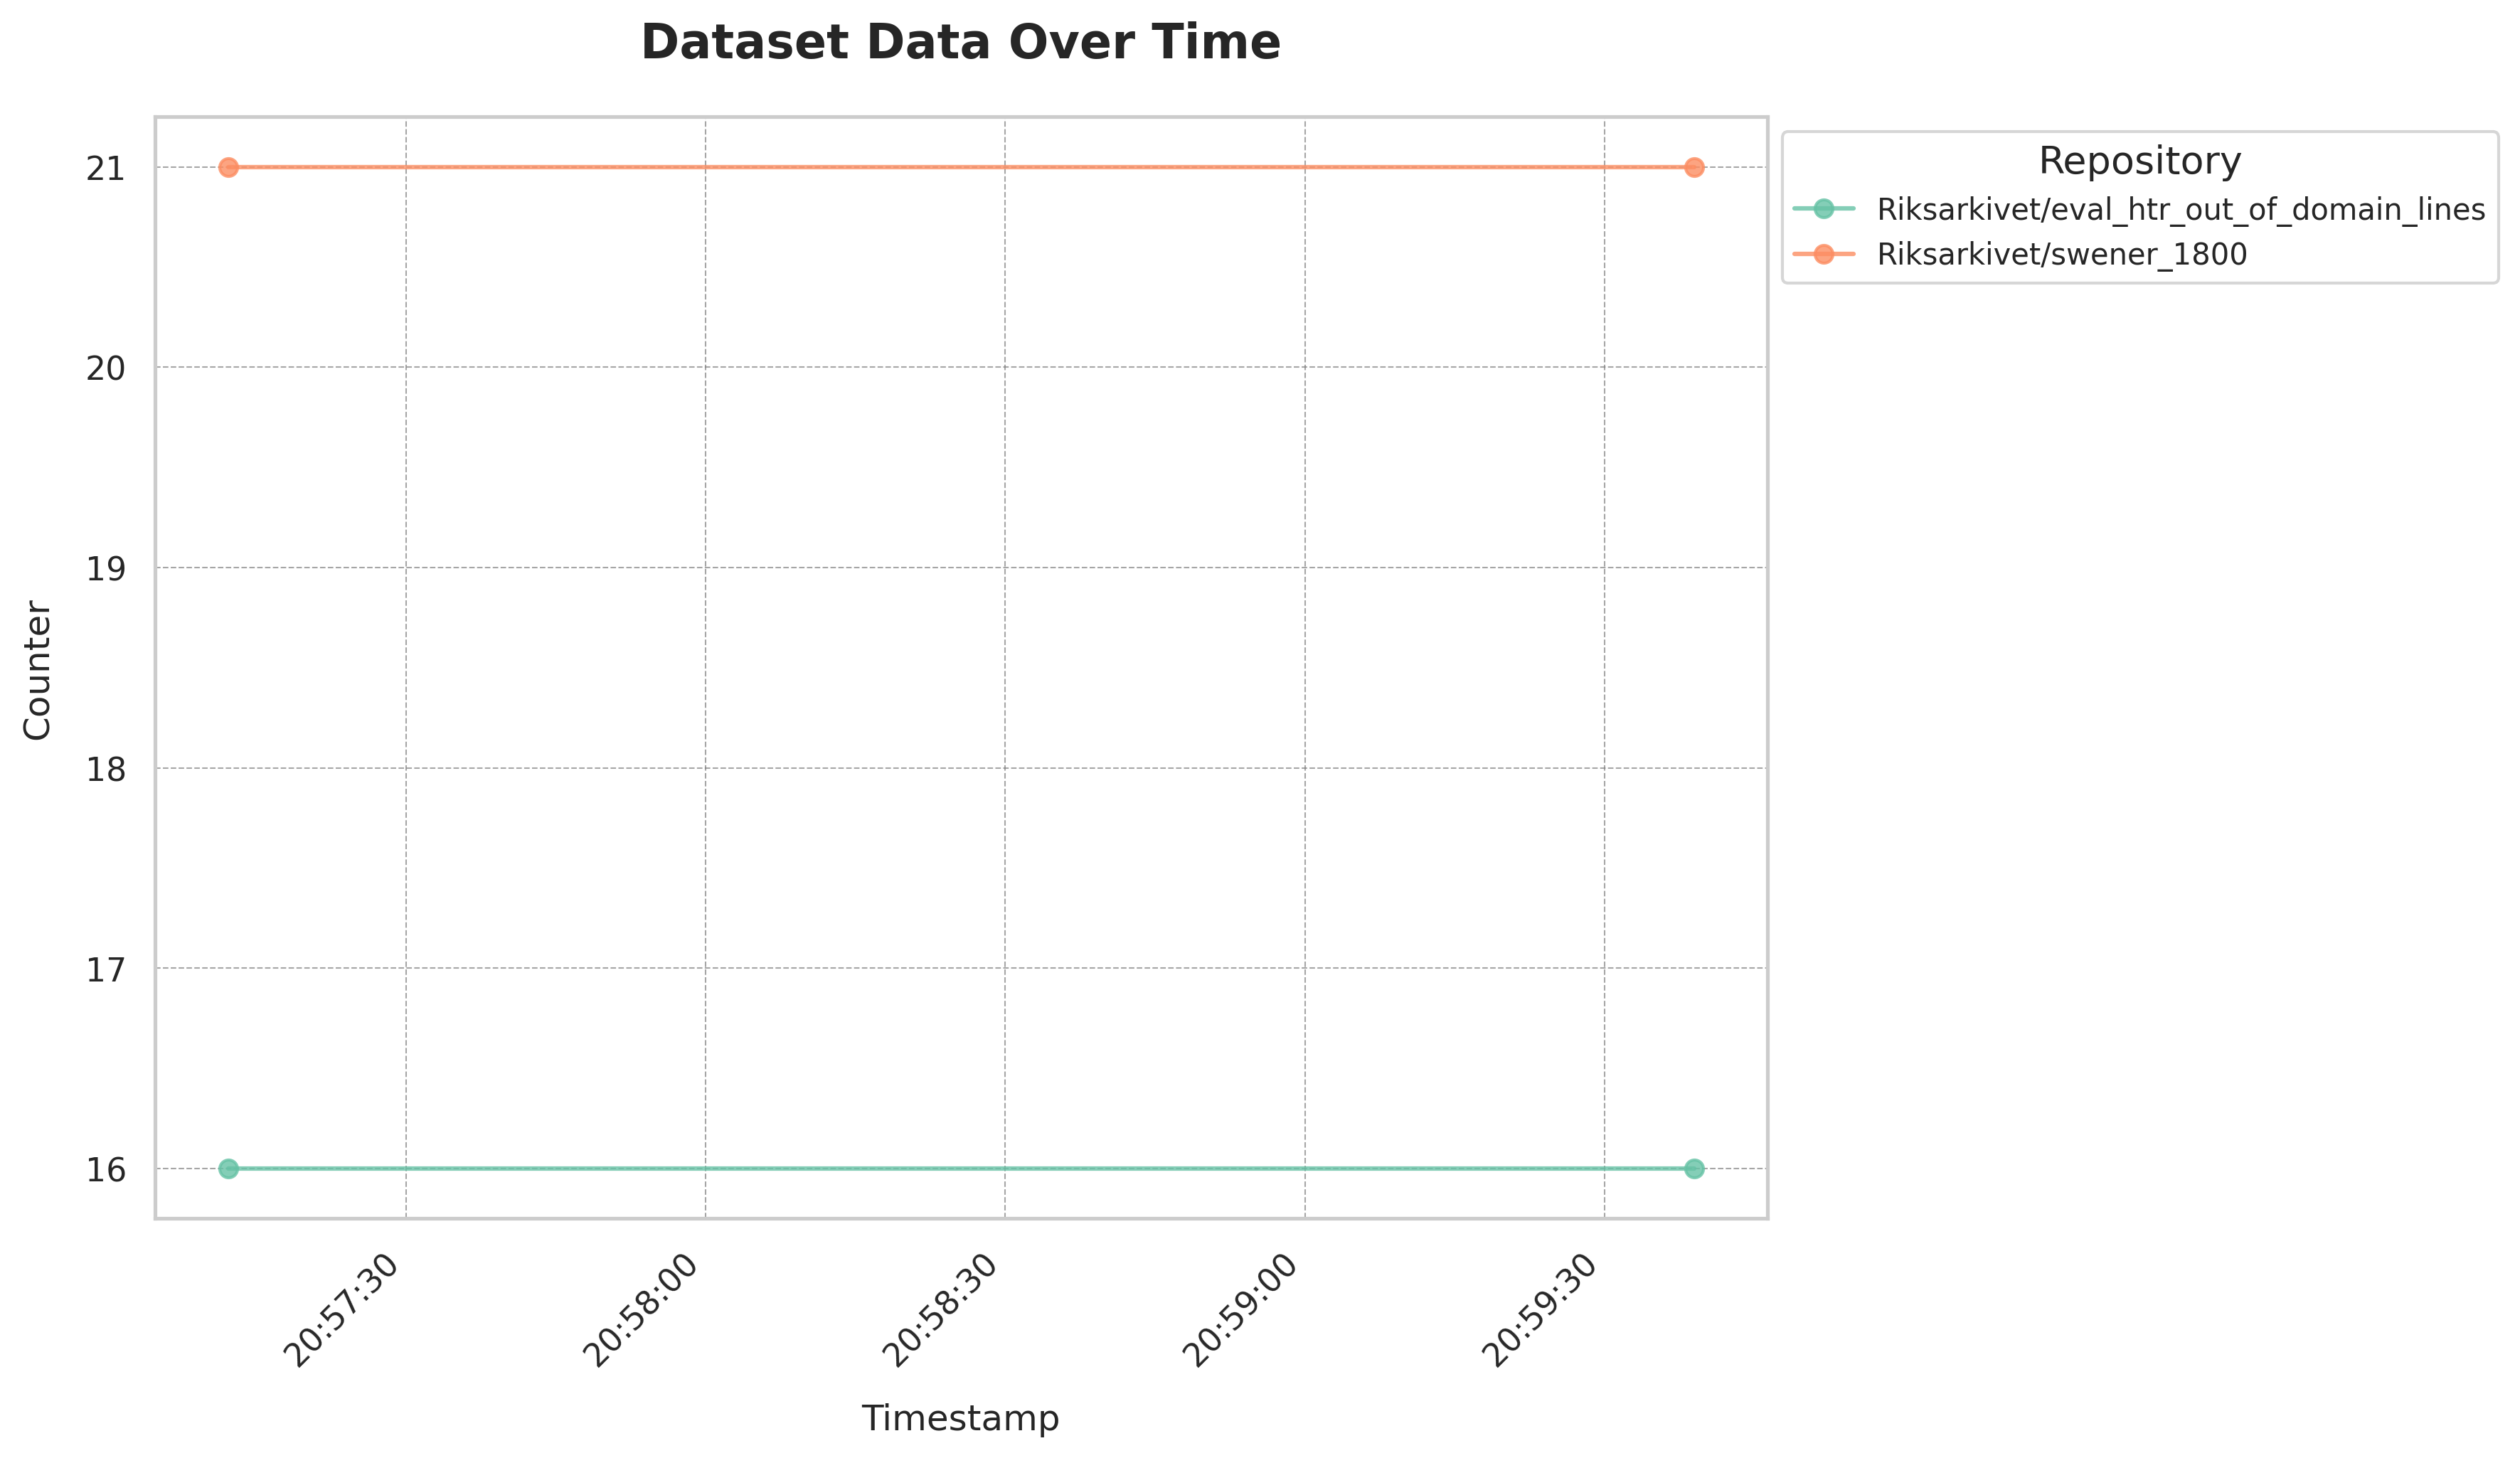 Dataset Data Over Time
21
20
19
18
17
16
Counter
20:57:30
20:58:00
20:58:30
20:59:00
20:59:30
Timestamp
Repository
Riksarkivet/eval_htr_out_of_domain_lines
Riksarkivet/swener_1800